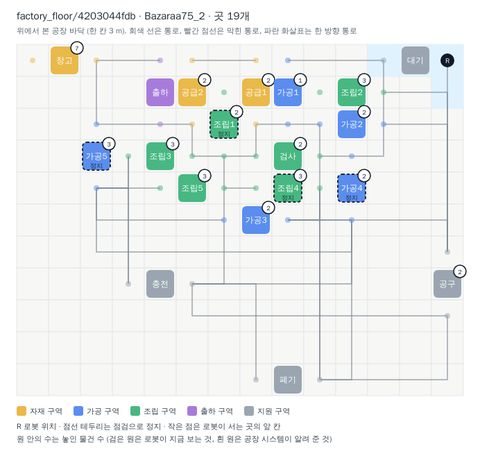 factory_floor/4203044fdb · Bazaraa75_2 · 곳 19개
위에서 본 공장 바닥 (한 칸 3 m). 회색 선은 통로, 빨간 점선은 막힌 통로, 파란 화살표는 한 방향 통로
창고 7 대기 R
출하 공급2 2 공급1 2 가공1 1 조립2 3
조립1 정지 2 가공2 2
가공5 정지 3 조립3 3 검사 2
조립5 3 조립4 정지 3 가공4 정지 2
가공3 2
충전 공구 2
폐기
자재 구역 가공 구역 조립 구역 출하 구역 지원 구역
R 로봇 위치 · 점선 테두리는 점검으로 정지 · 작은 점은 로봇이 서는 곳의 앞 칸
원 안의 수는 놓인 물건 수 (검은 원은 로봇이 지금 보는 것, 흰 원은 공장 시스템이 알려 준 것)